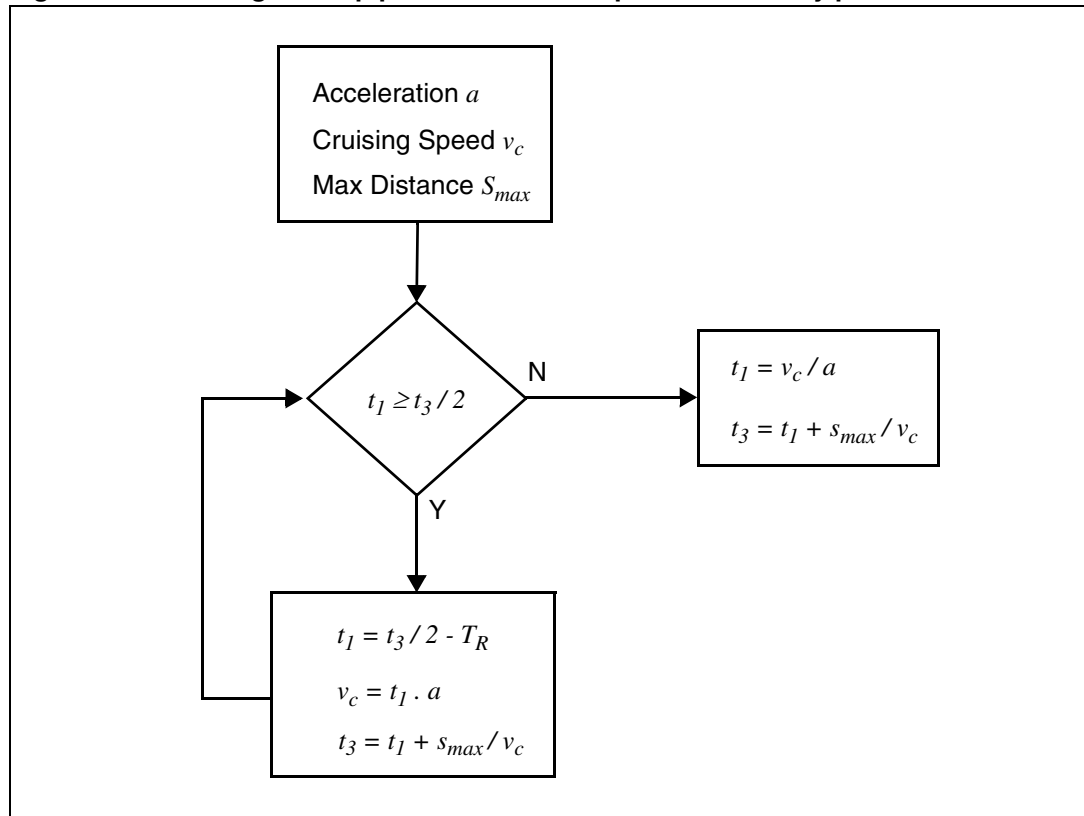 Acceleration a
Cruising Speed v_c
Max Distance S_max
t_1 ≥ t_3 / 2
N
t_1 = v_c / a
t_3 = t_1 + s_max / v_c
Y
t_1 = t_3 / 2 - T_R
v_c = t_1 . a
t_3 = t_1 + s_max / v_c